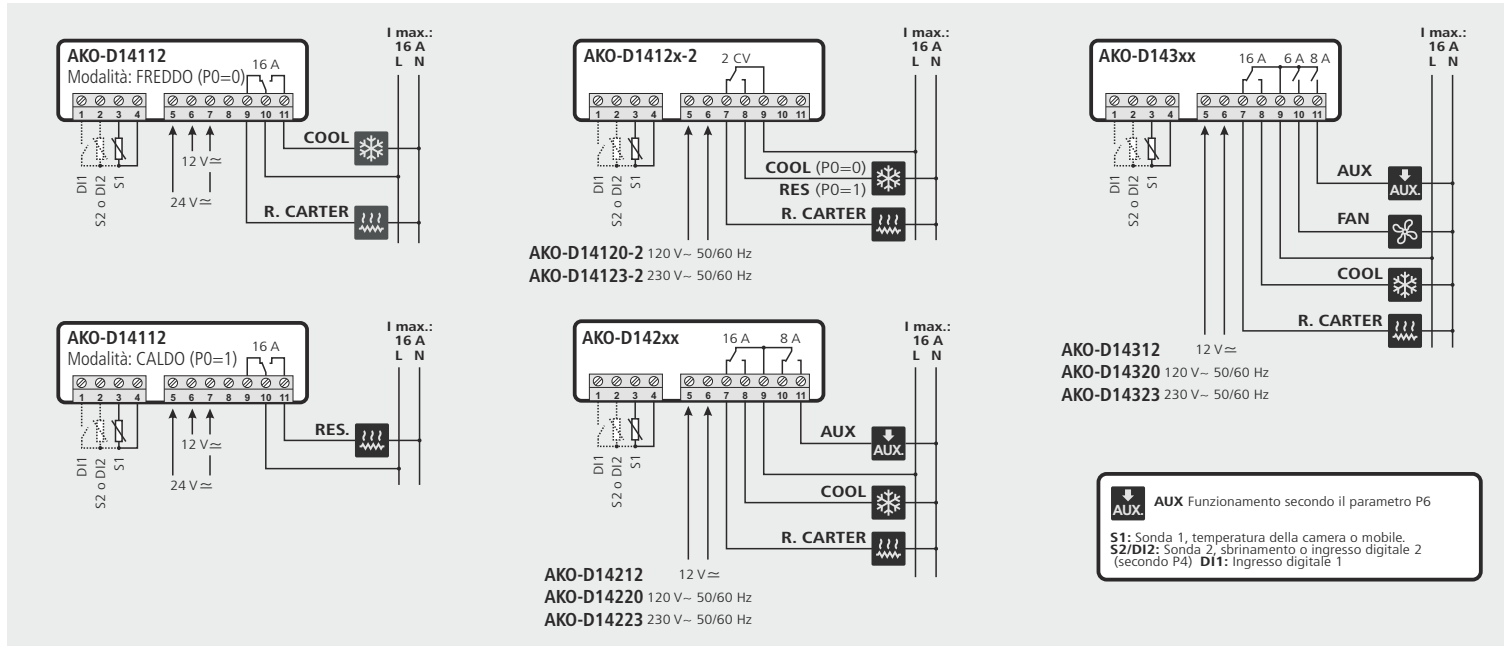 AKO-D14112
Modalità: FREDDO (P0=0)
16 A
1 2 3 4 5 6 7 8 9 10 11
DI1
S2 o DI2
S1
12 V≂
24 V≂
COOL
R. CARTER
I max.:
16 A
L N
AKO-D1412x-2
2 CV
1 2 3 4 5 6 7 8 9 10 11
DI1
S2 o DI2
S1
COOL (P0=0)
RES (P0=1)
R. CARTER
I max.:
16 A
L N
AKO-D14120-2 120 V~ 50/60 Hz
AKO-D14123-2 230 V~ 50/60 Hz
AKO-D143xx
16 A 6 A 8 A
1 2 3 4 5 6 7 8 9 10 11
DI1
S2 o DI2
S1
AUX
AUX.
FAN
COOL
R. CARTER
I max.:
16 A
L N
AKO-D14312 12 V≂
AKO-D14320 120 V~ 50/60 Hz
AKO-D14323 230 V~ 50/60 Hz
AKO-D14112
Modalità: CALDO (P0=1)
16 A
1 2 3 4 5 6 7 8 9 10 11
DI1
S2 o DI2
S1
12 V≂
24 V≂
RES.
I max.:
16 A
L N
AKO-D142xx
16 A 8 A
1 2 3 4 5 6 7 8 9 10 11
DI1
S2 o DI2
S1
AUX
AUX.
COOL
R. CARTER
I max.:
16 A
L N
AKO-D14212 12 V≂
AKO-D14220 120 V~ 50/60 Hz
AKO-D14223 230 V~ 50/60 Hz
AUX.
AUX Funzionamento secondo il parametro P6
S1: Sonda 1, temperatura della camera o mobile.
S2/DI2: Sonda 2, sbrinamento o ingresso digitale 2
(secondo P4) DI1: Ingresso digitale 1